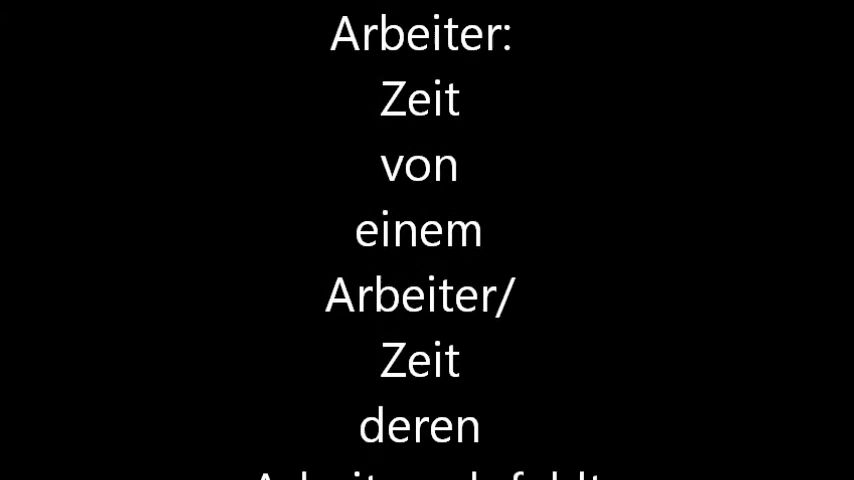 Arbeiter:
Zeit
von
einem
Arbeiter/
Zeit
deren